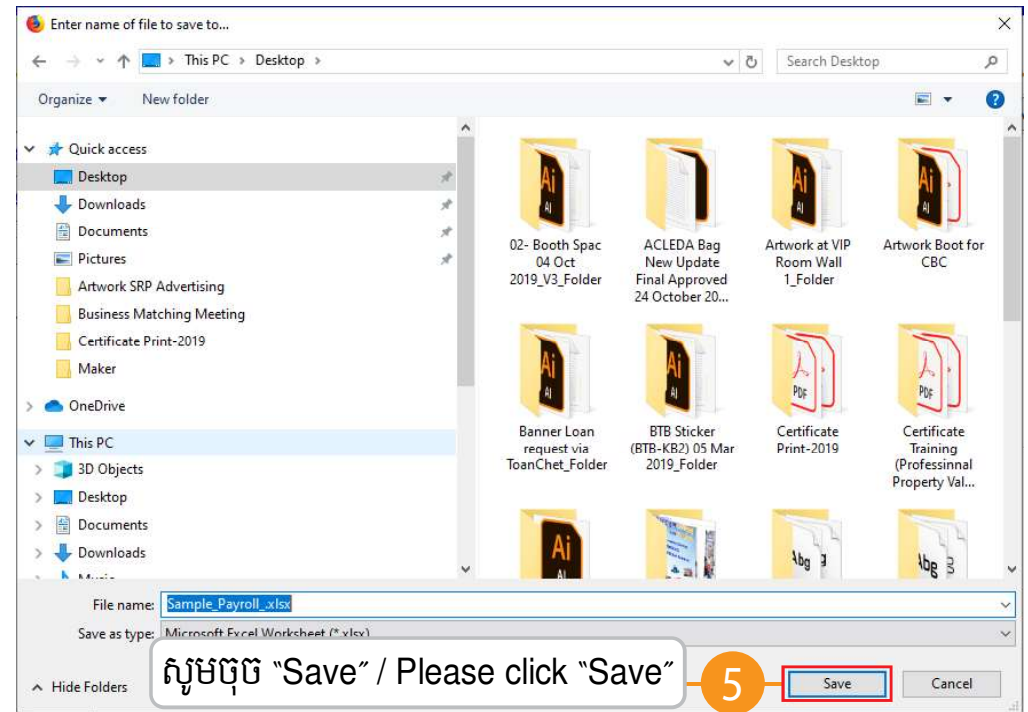 Enter name of file to save to...
This PC > Desktop >
Search Desktop
Organize
New folder
Quick access
Desktop
Downloads
Documents
Pictures
Artwork SRP Advertising
Business Matching Meeting
Certificate Print-2019
Maker
OneDrive
This PC
3D Objects
Desktop
Documents
Downloads
Music
02- Booth Spac
04 Oct
2019_V3_Folder
ACLEDA Bag
New Update
Final Approved
24 October 20...
Artwork at VIP
Room Wall
1_Folder
Artwork Boot for
CBC
Banner Loan
request via
ToanChet_Folder
BTB Sticker
(BTB-KB2) 05 Mar
2019_Folder
Certificate
Print-2019
Certificate
Training
(Professinnal
Property Val...
File name: Sample_Payroll_.xlsx
Save as type: Microsoft Excel Worksheet (*.xlsx)
សូមចុច “Save” / Please click “Save”
5
Hide Folders
Save
Cancel